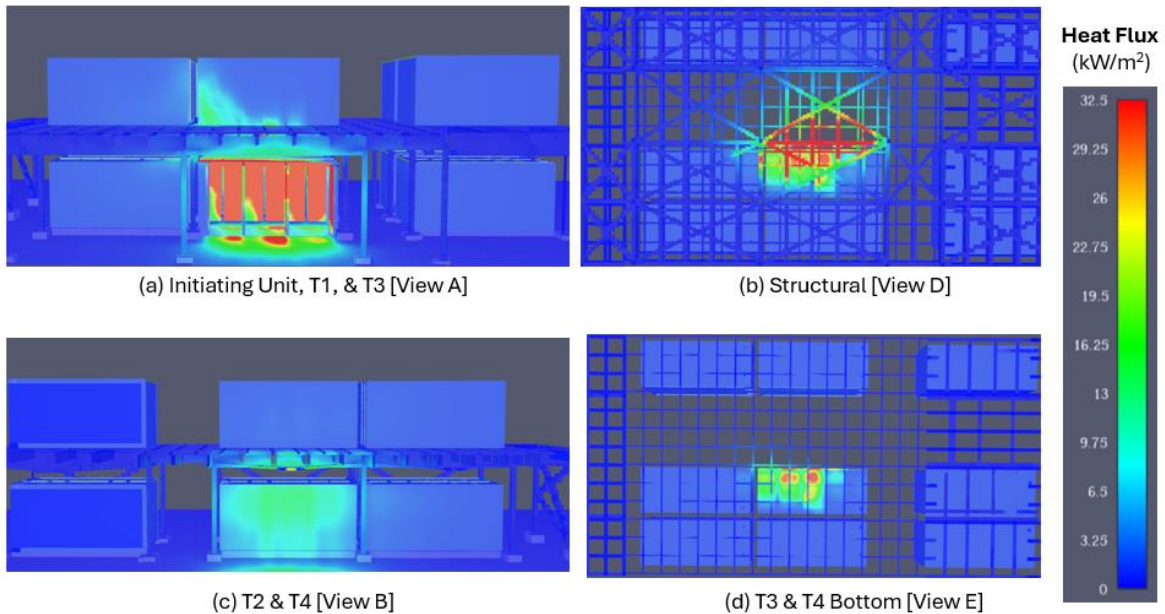 Heat Flux
(kW/m²)
32.5
29.25
26
22.75
19.5
16.25
13
9.75
6.5
3.25
0
(a) Initiating Unit, T1, & T3 [View A]
(b) Structural [View D]
(c) T2 & T4 [View B]
(d) T3 & T4 Bottom [View E]